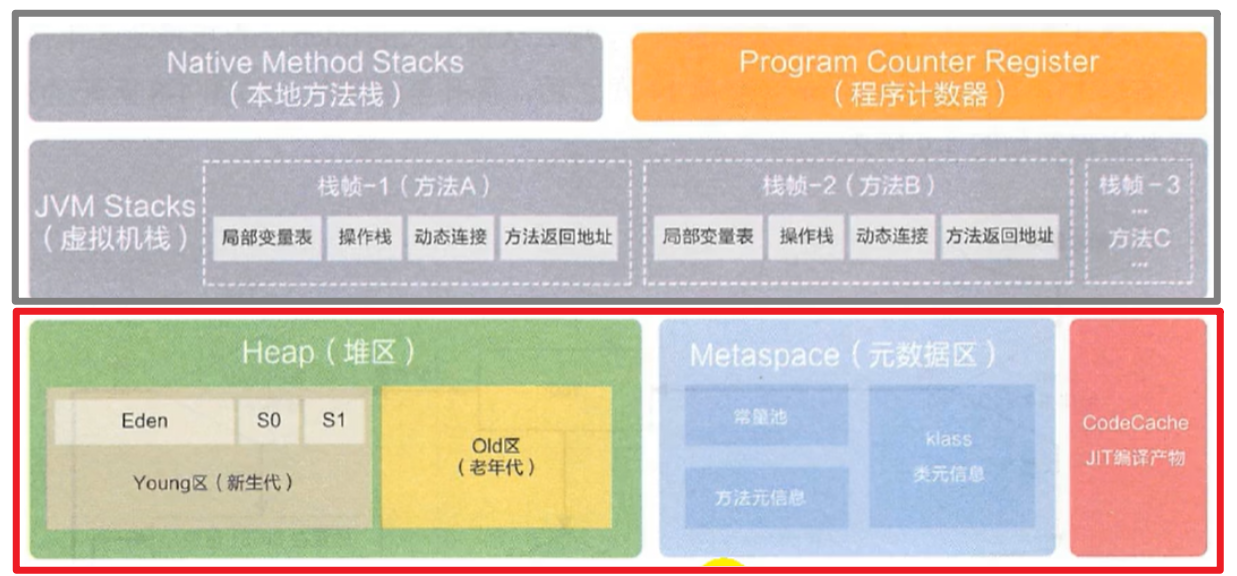 Native Method Stacks
（本地方法栈）
Program Counter Register
（程序计数器）
JVM Stacks
（虚拟机栈）
栈帧-1（方法A）
局部变量表
操作栈
动态连接
方法返回地址
栈帧-2（方法B）
局部变量表
操作栈
动态连接
方法返回地址
栈帧-3
...
方法C
...
Heap（堆区）
Eden
S0
S1
Young区（新生代）
Old区
（老年代）
Metaspace（元数据区）
常量池
方法元信息
klass
类元信息
CodeCache
JIT编译产物